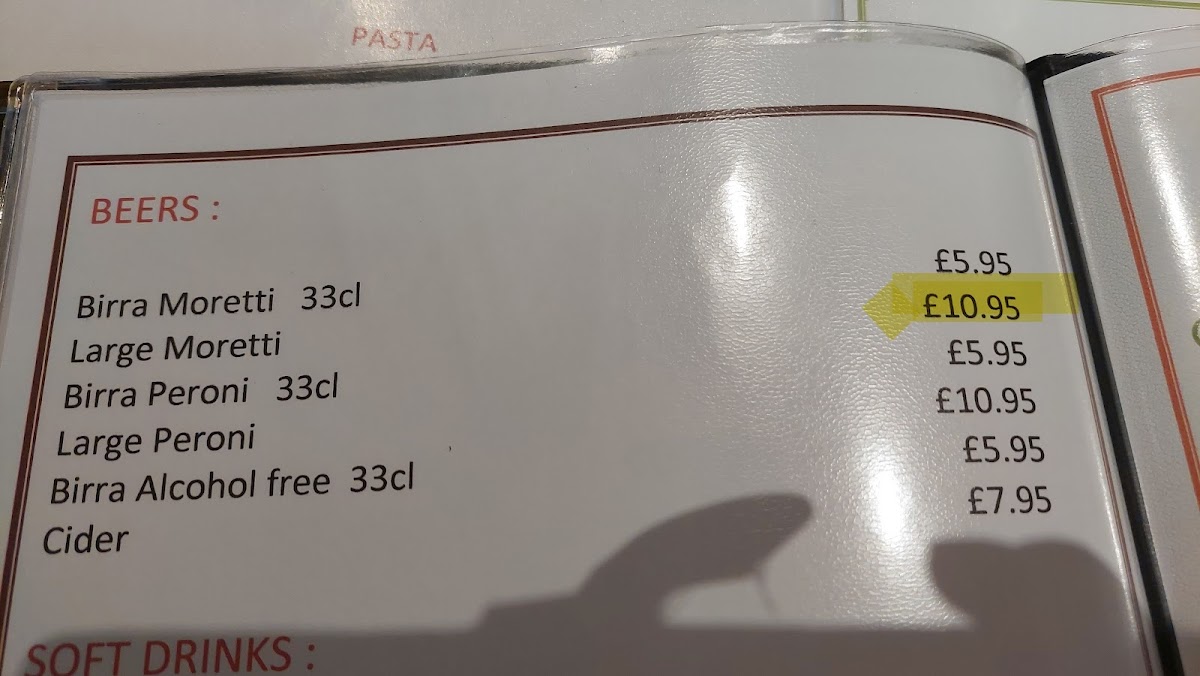 PASTA
BEERS :
Birra Moretti 33cl £5.95
Large Moretti £10.95
Birra Peroni 33cl £5.95
Large Peroni £10.95
Birra Alcohol free 33cl £5.95
Cider £7.95
SOFT DRINKS :